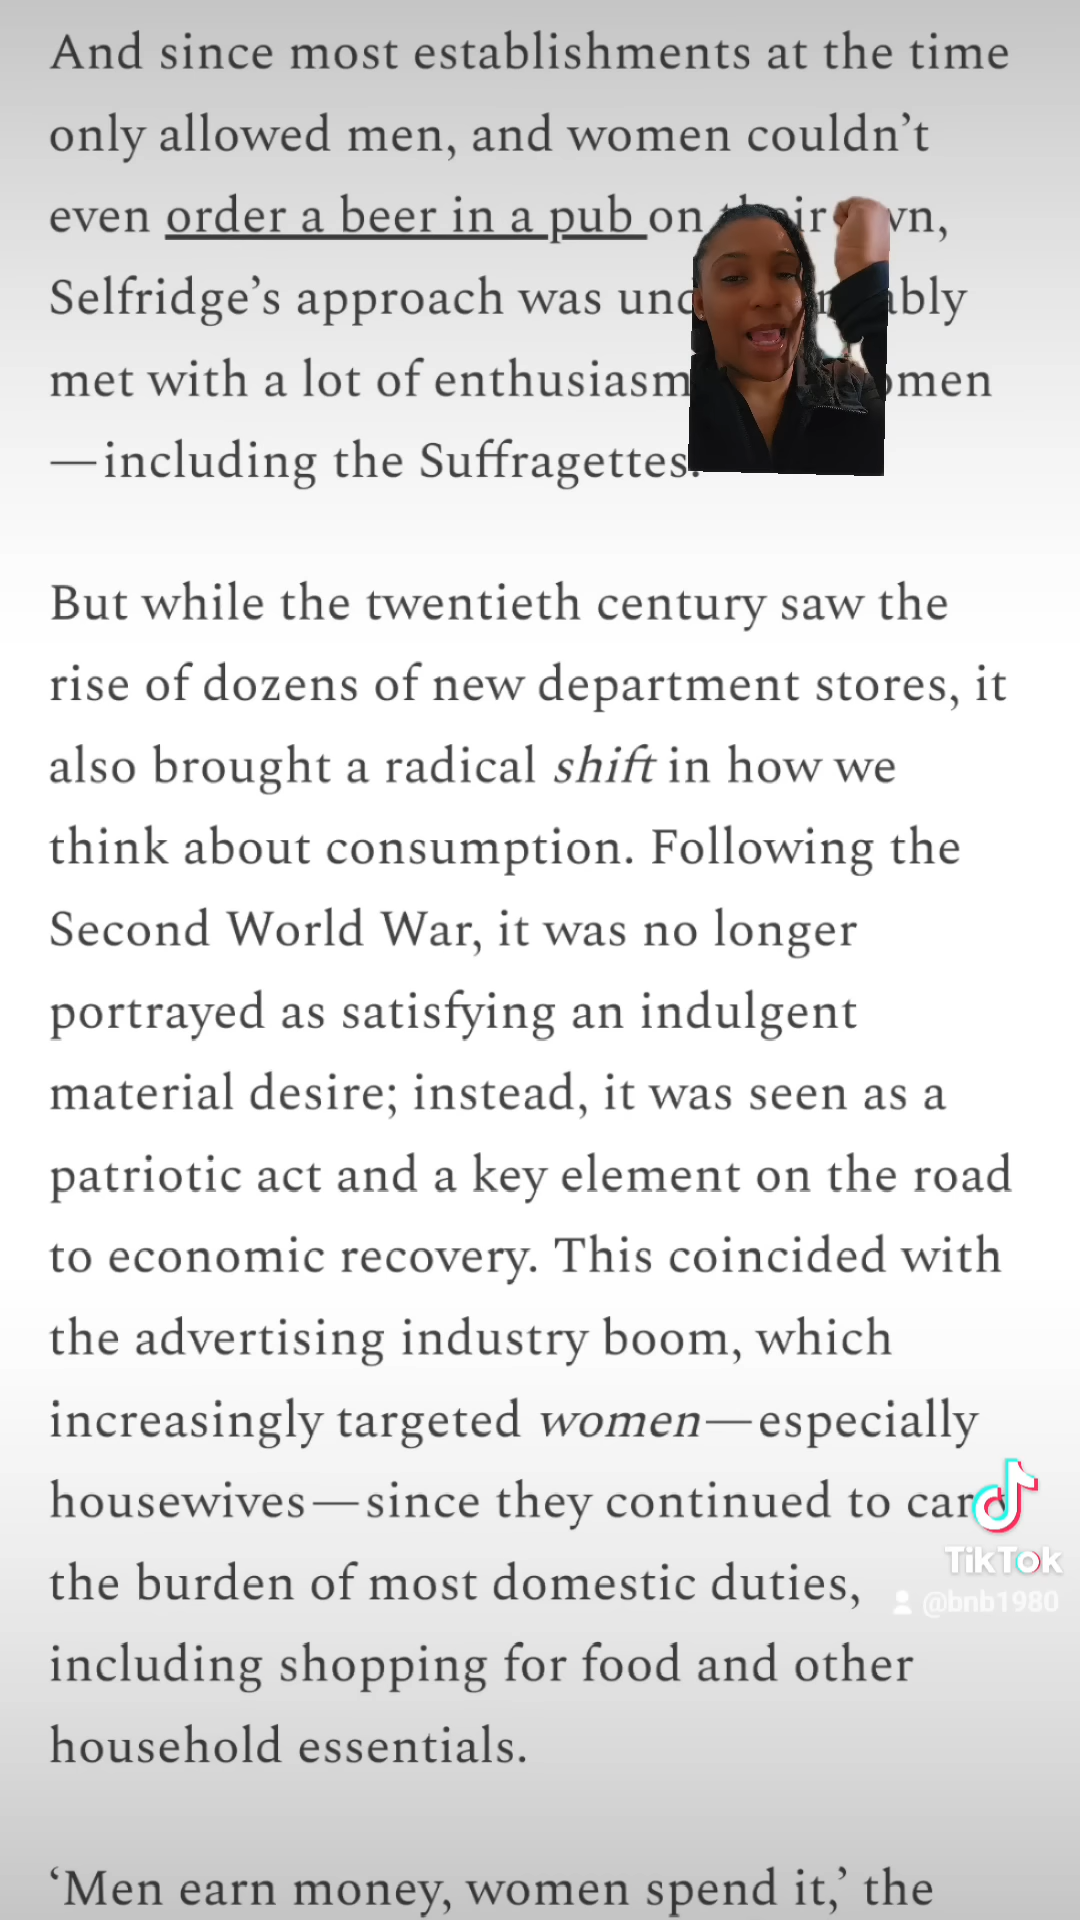 And since most establishments at the time
only allowed men, and women couldn’t
even order a beer in a pub on
Selfridge’s approach was
met with a lot of enthusiasm
—including the Suffragettes.
But while the twentieth century saw the
rise of dozens of new department stores, it
also brought a radical shift in how we
think about consumption. Following the
Second World War, it was no longer
portrayed as satisfying an indulgent
material desire; instead, it was seen as a
patriotic act and a key element on the road
to economic recovery. This coincided with
the advertising industry boom, which
increasingly targeted women—especially
housewives—since they continued to
TikTok
the burden of most domestic duties,
@bnb1980
including shopping for food and other
household essentials.
‘Men earn money, women spend it,’ the